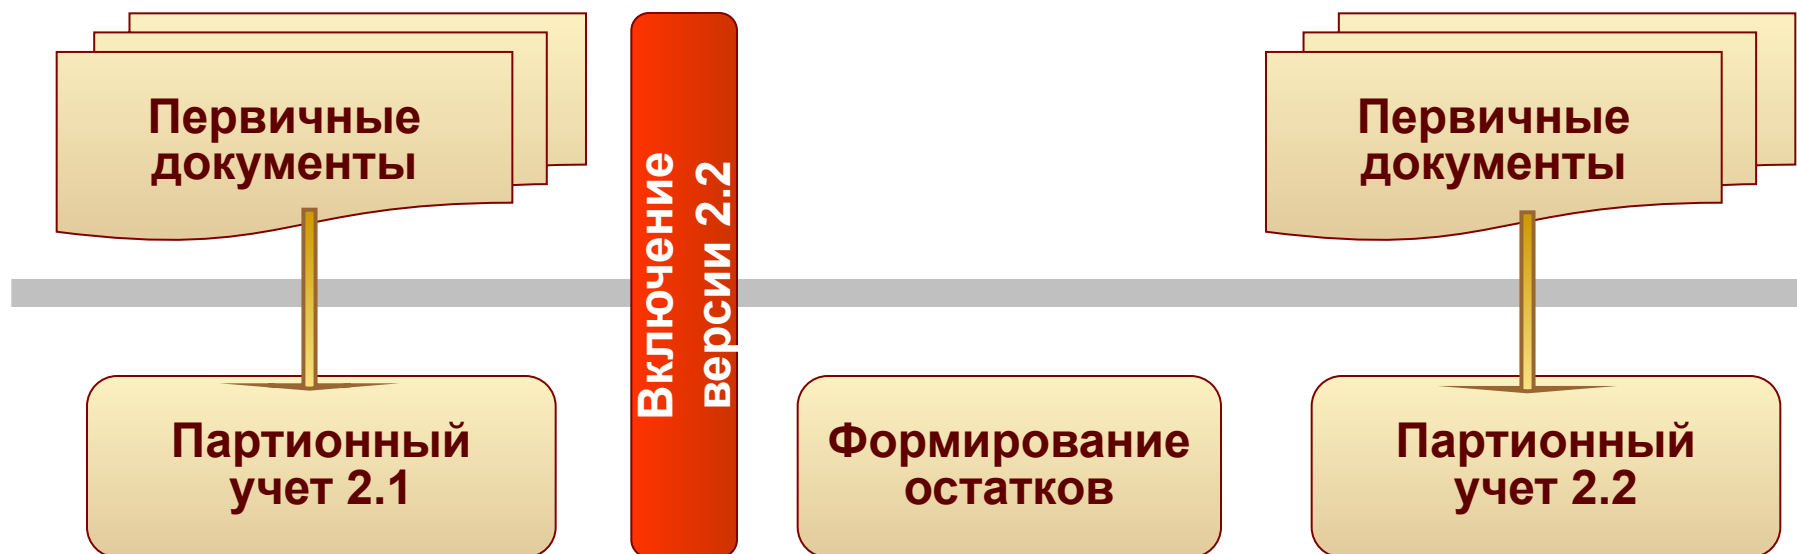 Первичные
документы
Включение
версии 2.2
Первичные
документы
Партионный
учет 2.1
Формирование
остатков
Партионный
учет 2.2